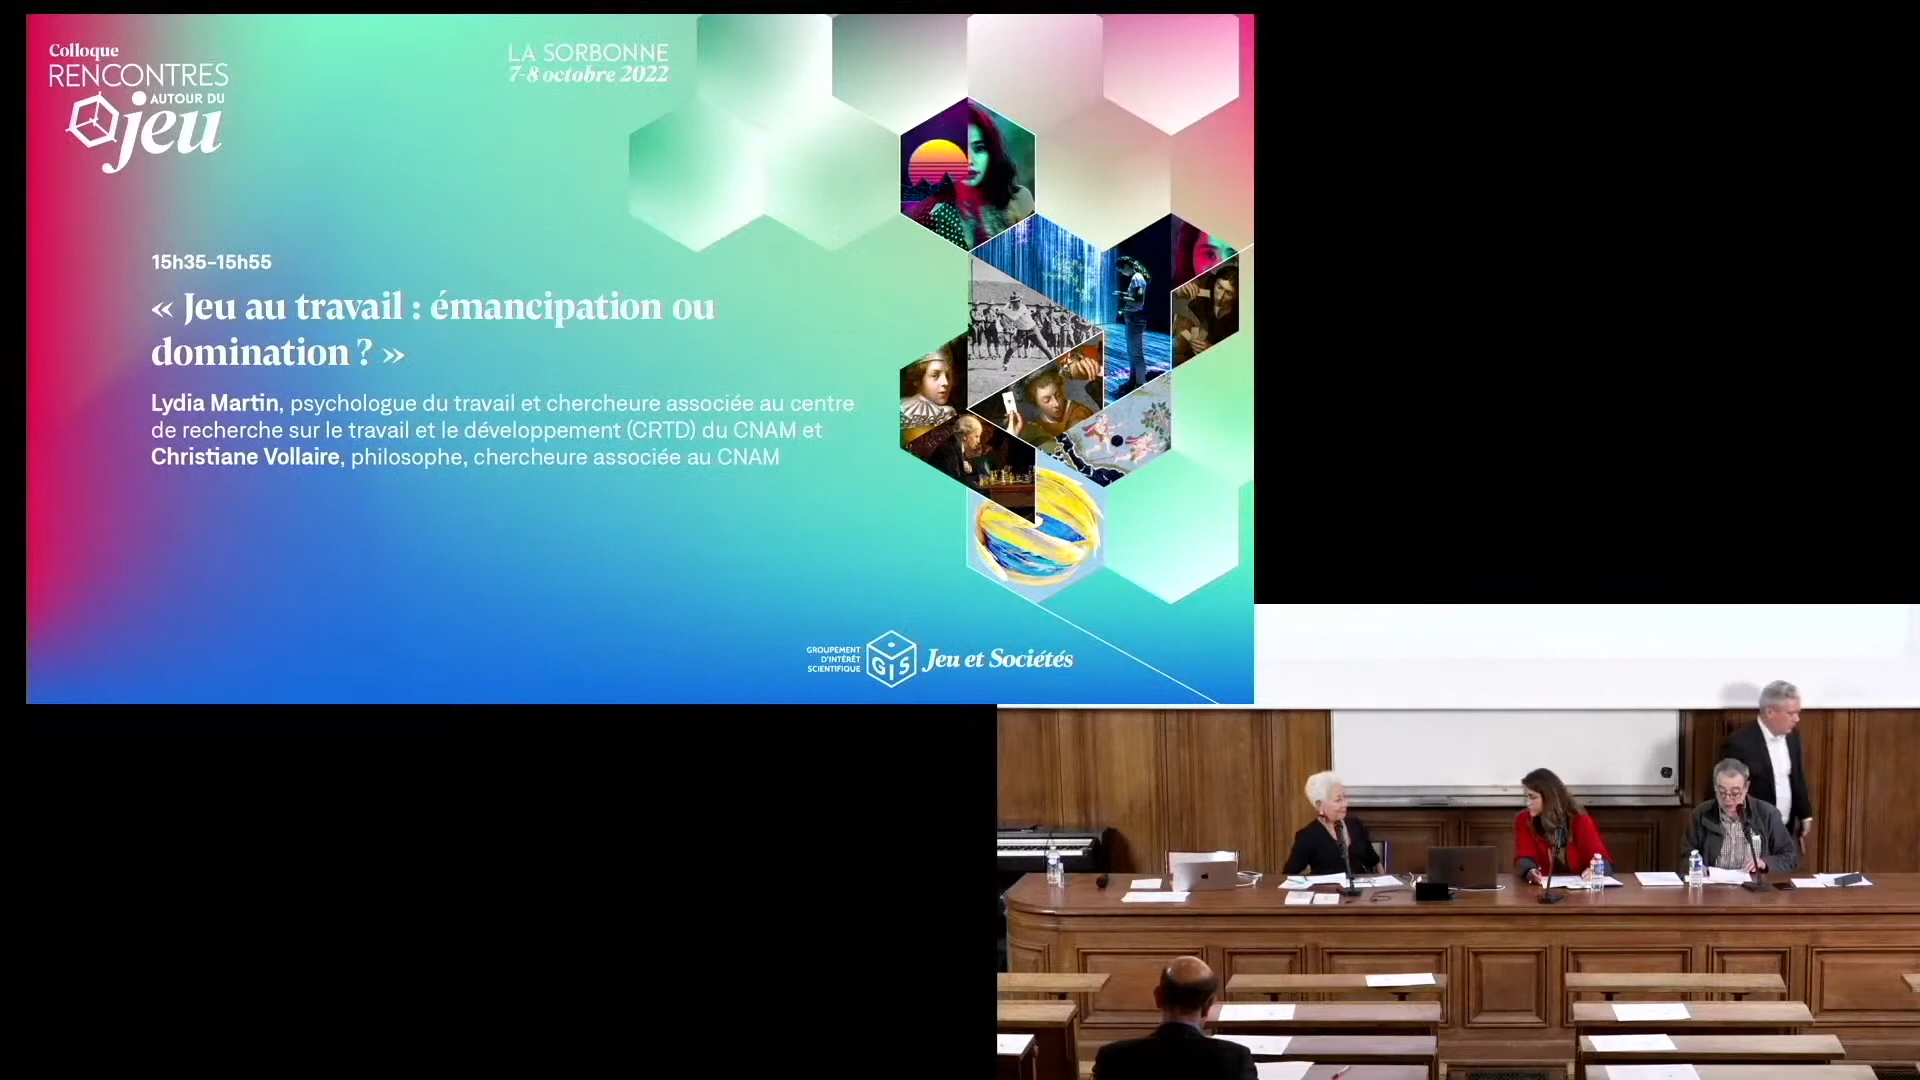 Colloque
RENCONTRES
AUTOUR DU
jeu
LA SORBONNE
7-8 octobre 2022
15h35-15h55
« Jeu au travail : émancipation ou
domination ? »
Lydia Martin, psychologue du travail et chercheure associée au centre
de recherche sur le travail et le développement (CRTD) du CNAM et
Christiane Vollaire, philosophe, chercheure associée au CNAM
GROUPEMENT
D'INTÉRÊT
SCIENTIFIQUE
GIS
Jeu et Sociétés